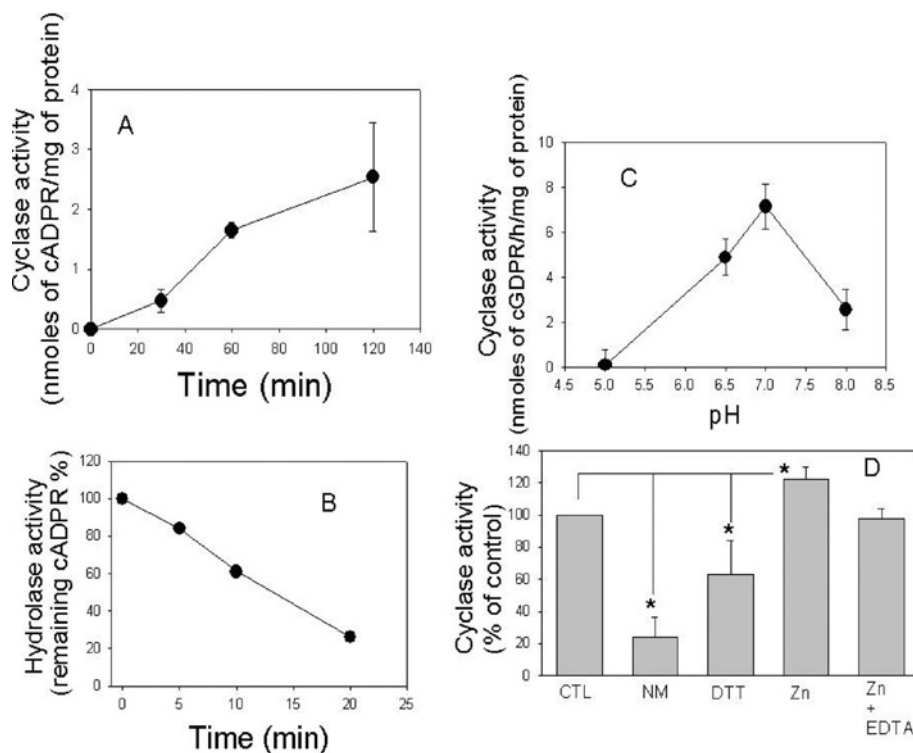 A
Cyclase activity
(nmoles of cADPR/mg of protein)
4
3
2
1
0
0 20 40 60 80 100 120 140
Time (min)
B
Hydrolase activity
(remaining cADPR %)
120
100
80
60
40
20
0
0 5 10 15 20 25
Time (min)
C
Cyclase activity
(nmoles of cGDPR/h/mg of protein)
10
8
6
4
2
0
4.5 5.0 5.5 6.0 6.5 7.0 7.5 8.0 8.5
pH
D
Cyclase activity
(% of control)
140
120
100
80
60
40
20
0
* * *
CTL NM DTT Zn Zn
+
EDTA